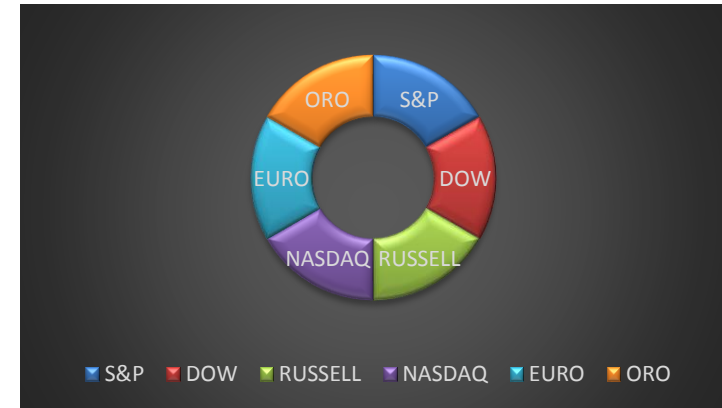 ORO S&P
EURO DOW
NASDAQ RUSSELL
S&P DOW RUSSELL NASDAQ EURO ORO